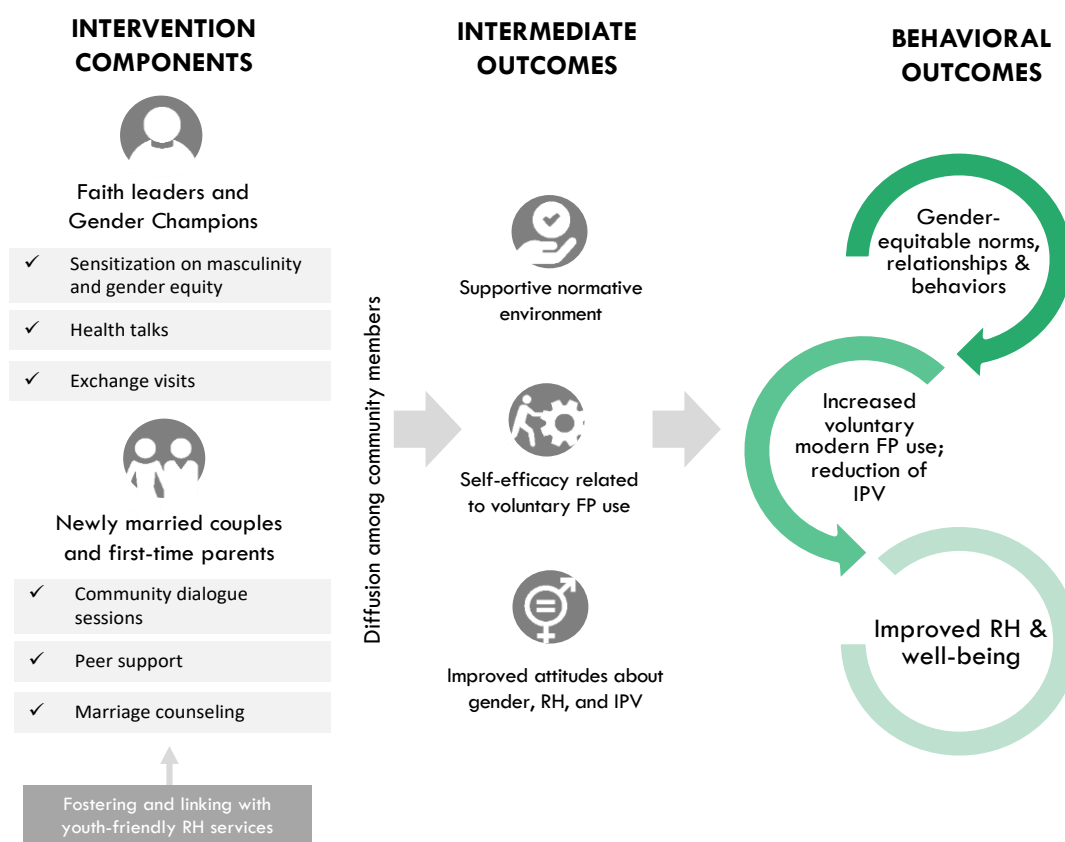 INTERVENTION
COMPONENTS
Faith leaders and
Gender Champions
✓ Sensitization on masculinity
and gender equity
✓ Health talks
✓ Exchange visits
Newly married couples
and first-time parents
✓ Community dialogue
sessions
✓ Peer support
✓ Marriage counseling
Fostering and linking with
youth-friendly RH services
Diffusion among community members
INTERMEDIATE
OUTCOMES
Supportive normative
environment
Self-efficacy related
to voluntary FP use
Improved attitudes about
gender, RH, and IPV
BEHAVIORAL
OUTCOMES
Gender-
equitable norms,
relationships &
behaviors
Increased
voluntary
modern FP use;
reduction of
IPV
Improved RH &
well-being